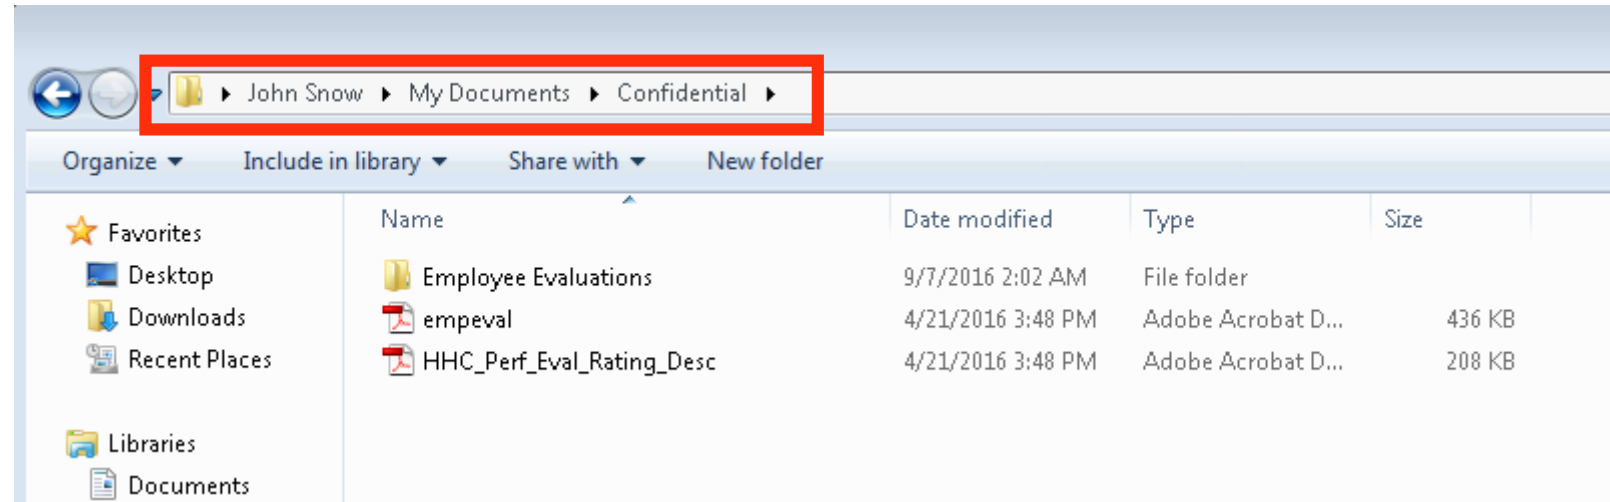 John Snow My Documents Confidential
Organize Include in library Share with New folder
Favorites
Desktop
Downloads
Recent Places
Libraries
Documents
Name Date modified Type Size
Employee Evaluations 9/7/2016 2:02 AM File folder
empeval 4/21/2016 3:48 PM Adobe Acrobat D... 436 KB
HHC_Perf_Eval_Rating_Desc 4/21/2016 3:48 PM Adobe Acrobat D... 208 KB